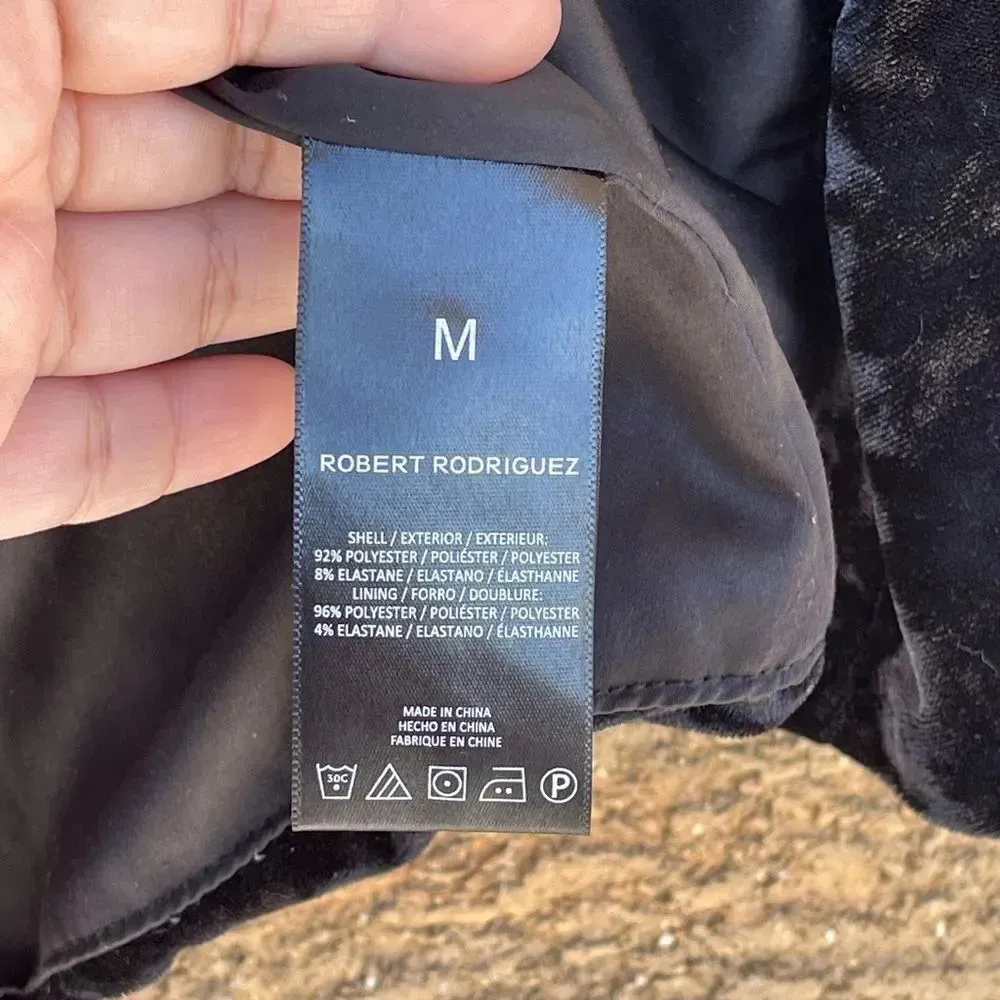 M
ROBERT RODRIGUEZ
SHELL / EXTERIOR / EXTERIEUR:
92% POLYESTER / POLIÉSTER / POLYESTER
8% ELASTANE / ELASTANO / ÉLASTHANNE
LINING / FORRO / DOUBLURE:
96% POLYESTER / POLIÉSTER / POLYESTER
4% ELASTANE / ELASTANO / ÉLASTHANNE
MADE IN CHINA
HECHO EN CHINA
FABRIQUE EN CHINE
30C P